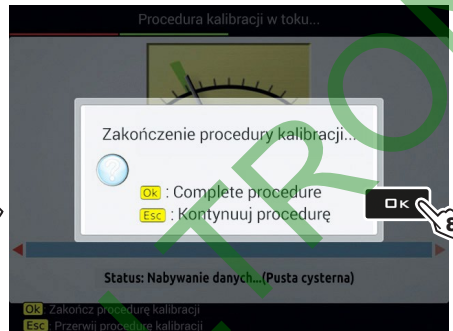 Procedura kalibracji w toku...
Zakończenie procedury kalibracji...
Ok : Complete procedure
Esc : Kontynuuj procedurę
OK
8
Status: Nabywanie danych...(Pusta cysterna)
Ok: Zakończ procedurę kalibracji
Esc: Przerwij procedurę kalibracji